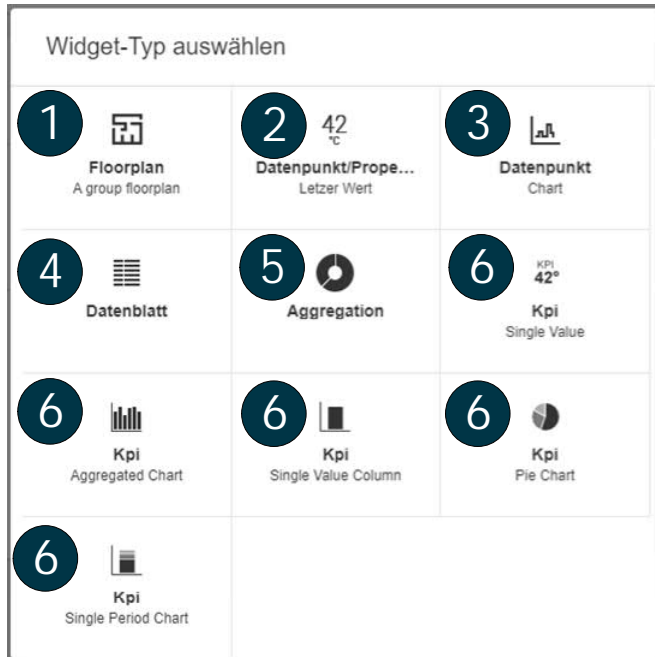 Widget-Typ auswählen
1
2
42
°C
3
Floorplan
A group floorplan
Datenpunkt/Prope...
Letzer Wert
Datenpunkt
Chart
4
Datenblatt
5
Aggregation
6
KPI
42°
Kpi
Single Value
6
Kpi
Aggregated Chart
6
Kpi
Single Value Column
6
Kpi
Pie Chart
6
Kpi
Single Period Chart